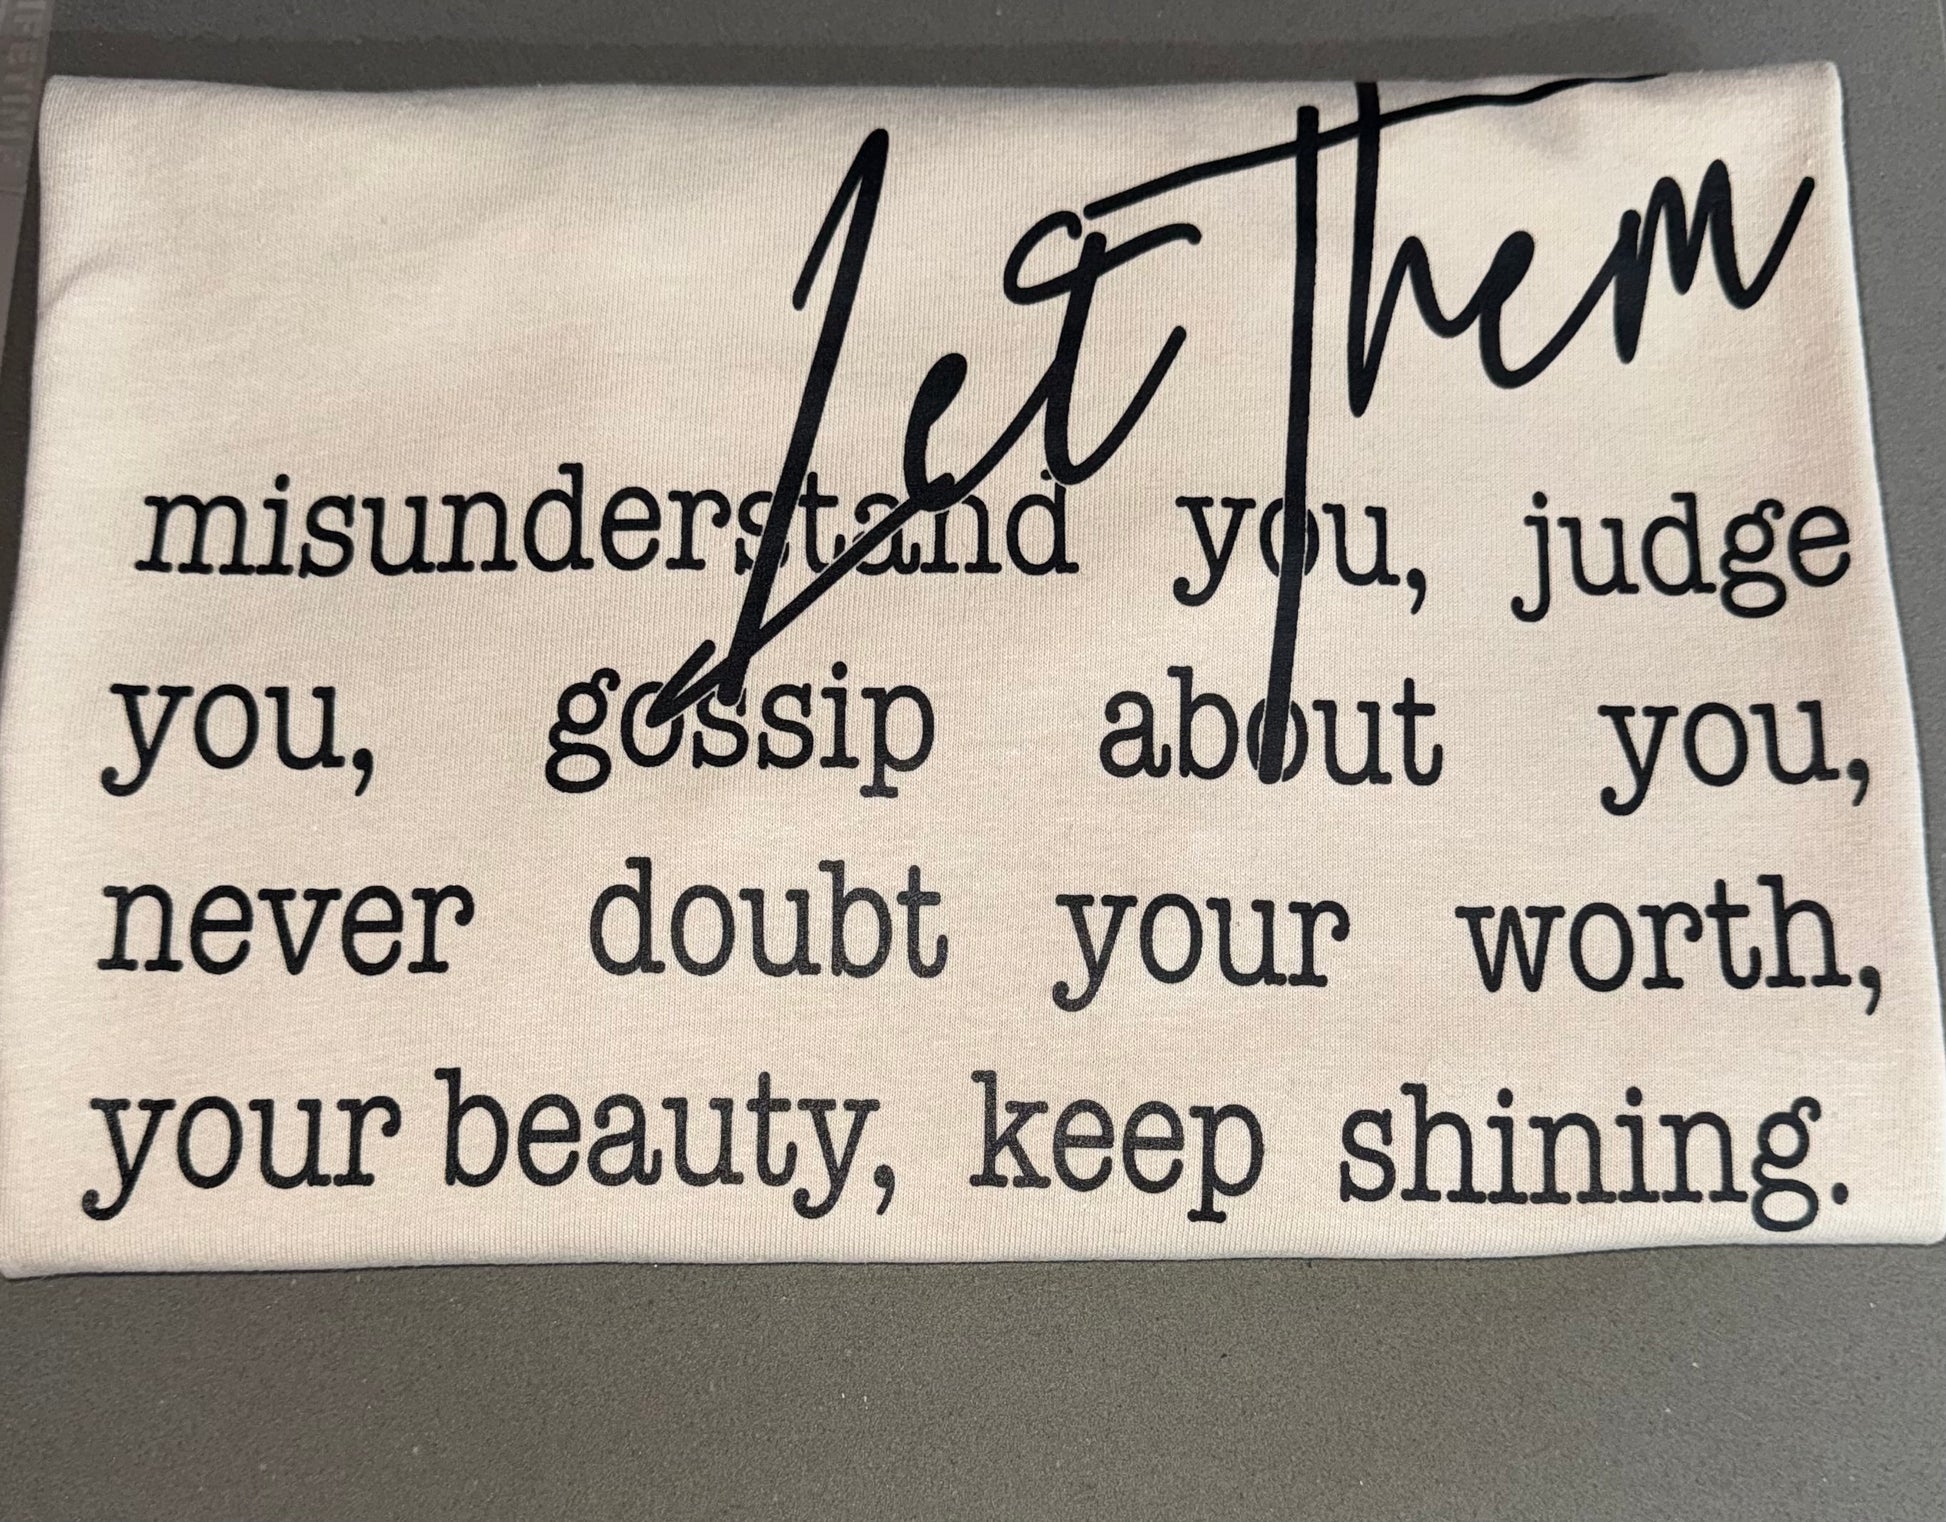 Let Them
misunderstand you, judge
you, gossip about you,
never doubt your worth,
your beauty, keep shining.